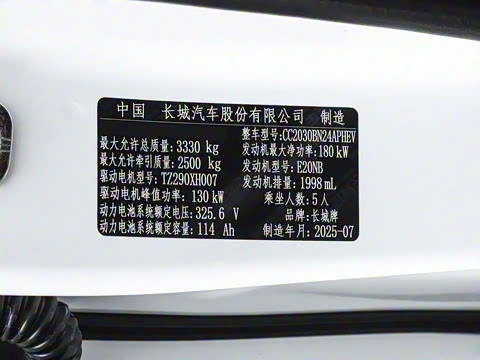 中国 长城汽车股份有限公司 制造
整车型号:CC2030BN24APHEV
最大允许总质量:3330 kg 发动机最大净功率:180 kW
最大允许牵引质量:2500 kg 发动机型号:E20NB
驱动电机型号:TZ290XH007 发动机排量:1998 mL
驱动电机峰值功率:130 kW 乘坐人数:5人
动力电池系统额定电压:325.6 V 品牌:长城牌
动力电池系统额定容量:114 Ah 制造年月:2025-07